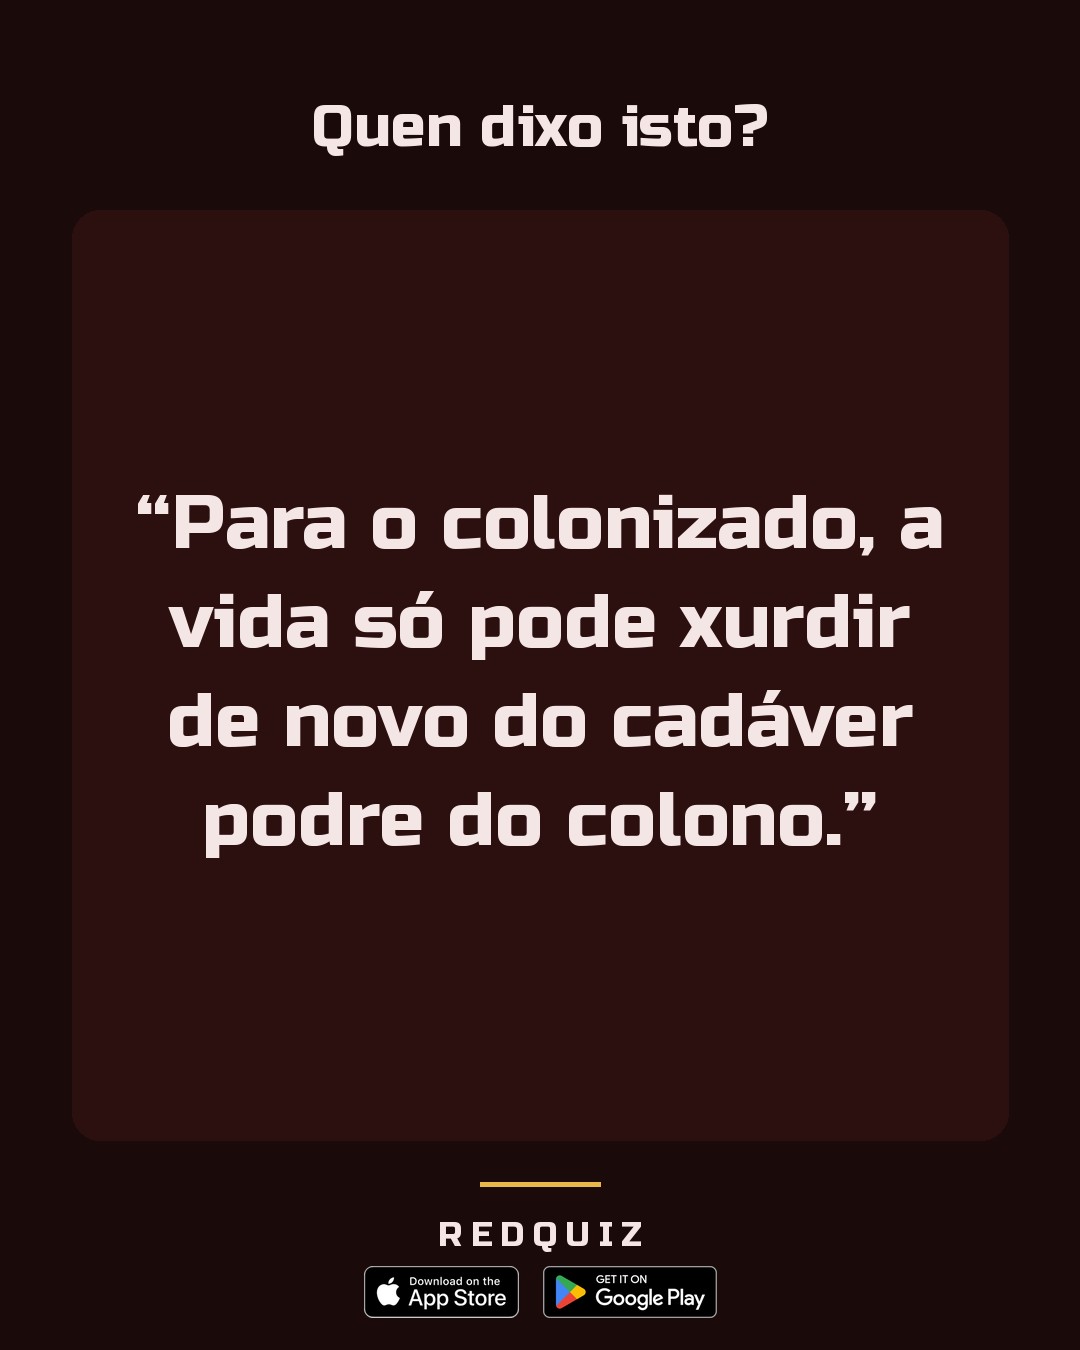 Quen dixo isto?
“Para o colonizado, a
vida só pode xurdir
de novo do cadáver
podre do colono.”
REDQUIZ
Download on the
App Store
GET IT ON
Google Play